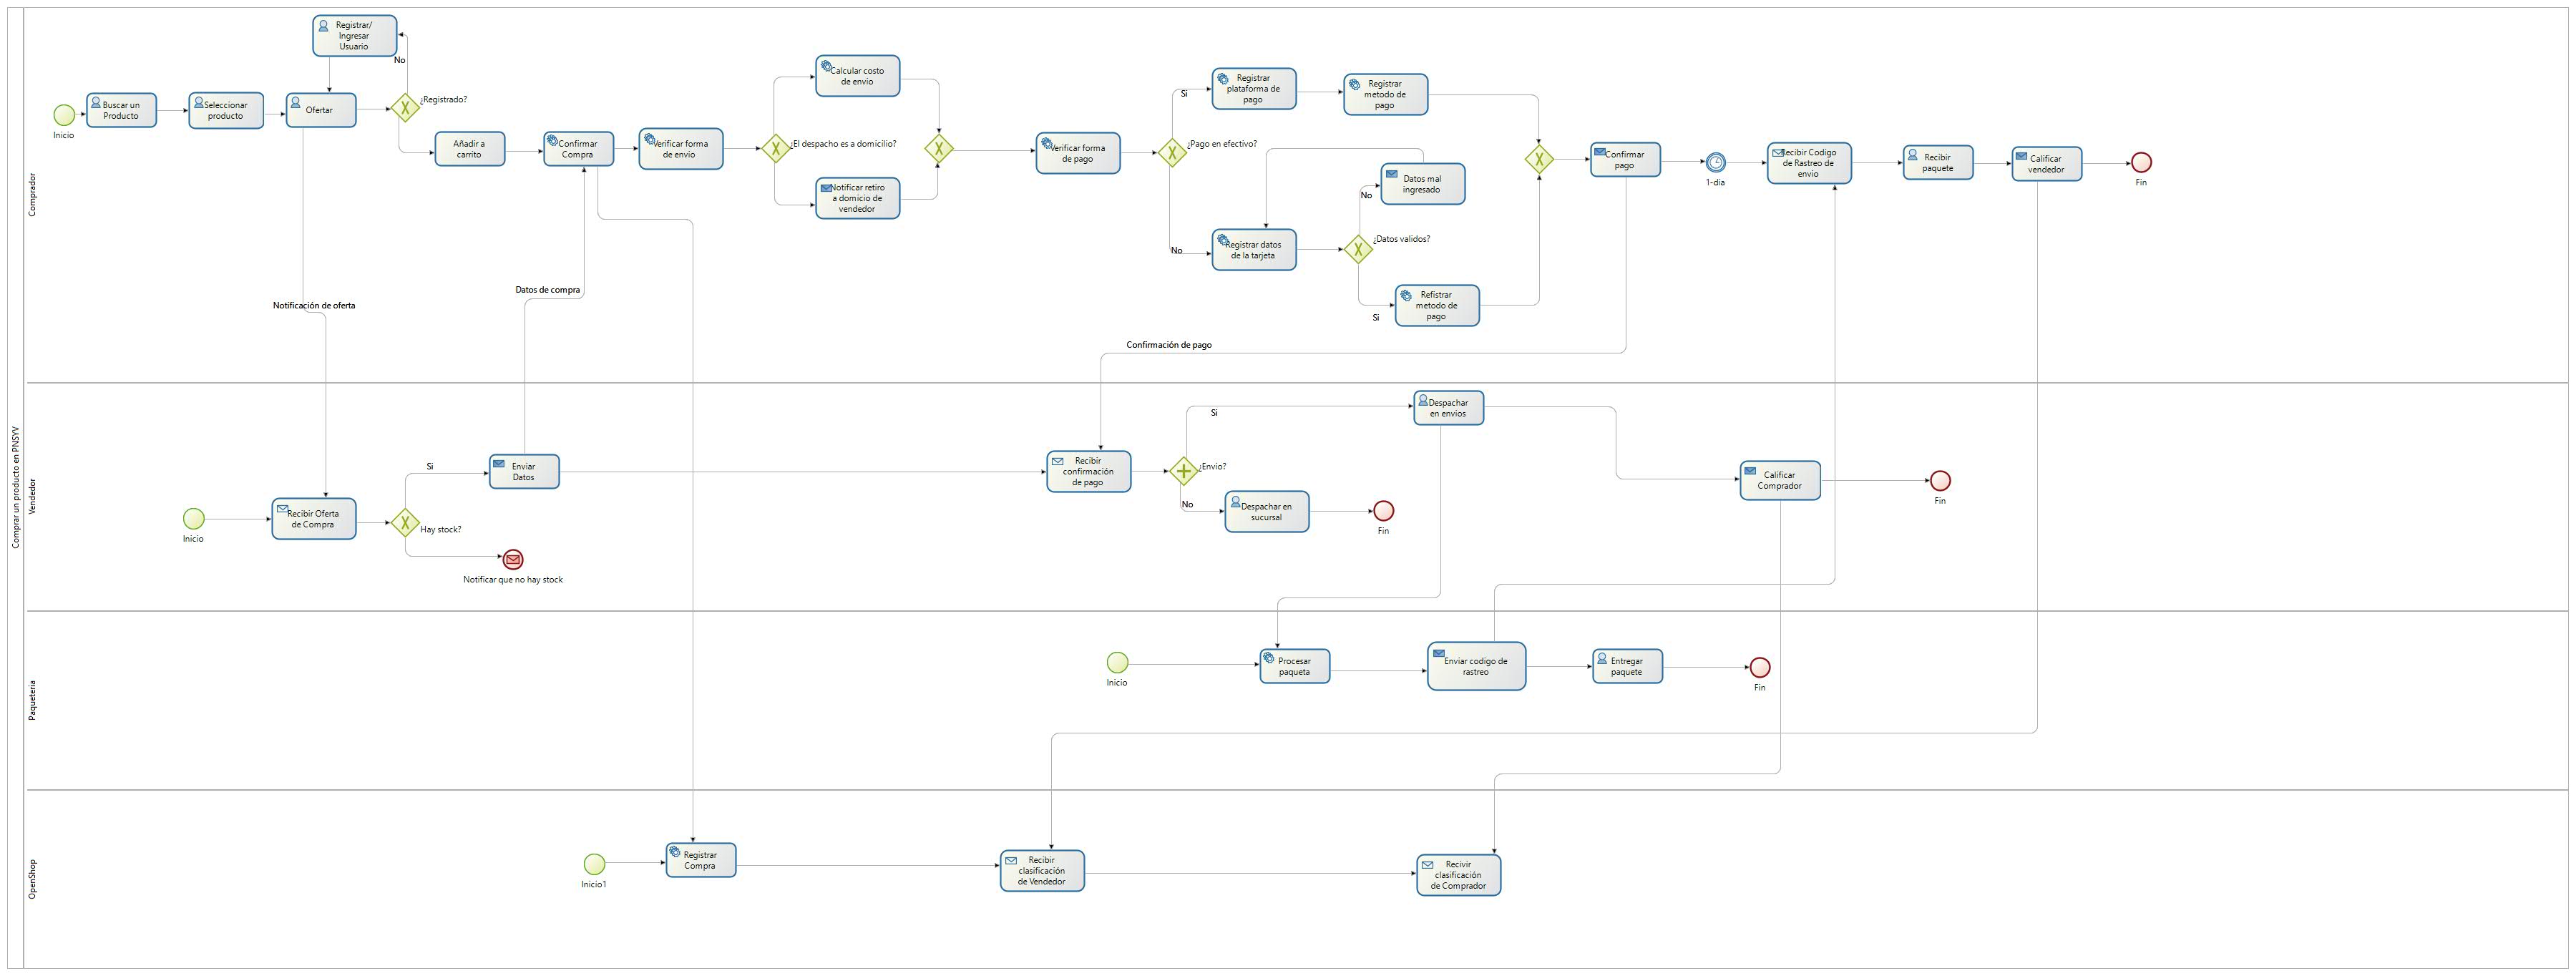 Comprar un producto en PNSYV
Comprador
Registrar/
Ingresar
Usuario
No
Inicio
Buscar un
Producto
Seleccionar
producto
Ofertar
¿Registrado?
Añadir a
carrito
Confirmar
Compra
Verificar forma
de envio
¿El despacho es a domicilio?
Calcular costo
de envio
Notificar retiro
a domicio de
vendedor
Verificar forma
de pago
¿Pago en efectivo?
Si
Registrar
plataforma de
pago
Registrar
metodo de
pago
Datos mal
ingresado
No
No
Registrar datos
de la tarjeta
¿Datos validos?
Si
Refistrar
metodo de
pago
Confirmar
pago
1-dia
Recibir Codigo
de Rastreo de
envio
Recibir
paquete
Calificar
vendedor
Fin
Datos de compra
Notificación de oferta
Confirmación de pago
Vendedor
Inicio
Recibir Oferta
de Compra
Hay stock?
Si
Enviar
Datos
Notificar que no hay stock
Recibir
confirmación
de pago
¿Envio?
Si
Despachar
en envios
No
Despachar en
sucursal
Fin
Calificar
Comprador
Fin
Paqueteria
Inicio
Procesar
paqueta
Enviar codigo de
rastreo
Entregar
paquete
Fin
OpenShop
Inicio1
Registrar
Compra
Recibir
clasificación
de Vendedor
Recivir
clasificación
de Comprador